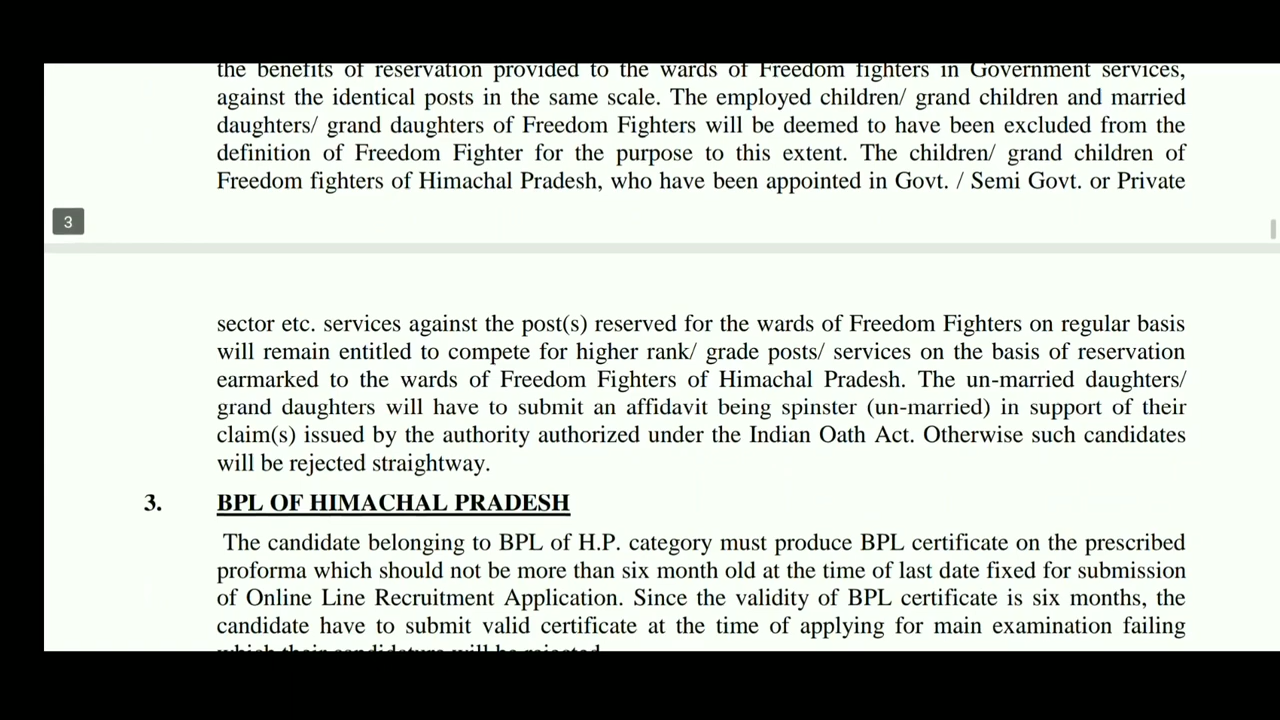 the benefits of reservation provided to the wards of Freedom fighters in Government services,
against the identical posts in the same scale. The employed children/ grand children and married
daughters/ grand daughters of Freedom Fighters will be deemed to have been excluded from the
definition of Freedom Fighter for the purpose to this extent. The children/ grand children of
Freedom fighters of Himachal Pradesh, who have been appointed in Govt. / Semi Govt. or Private
3
sector etc. services against the post(s) reserved for the wards of Freedom Fighters on regular basis
will remain entitled to compete for higher rank/ grade posts/ services on the basis of reservation
earmarked to the wards of Freedom Fighters of Himachal Pradesh. The un-married daughters/
grand daughters will have to submit an affidavit being spinster (un-married) in support of their
claim(s) issued by the authority authorized under the Indian Oath Act. Otherwise such candidates
will be rejected straightway.
3. BPL OF HIMACHAL PRADESH
The candidate belonging to BPL of H.P. category must produce BPL certificate on the prescribed
proforma which should not be more than six month old at the time of last date fixed for submission
of Online Line Recruitment Application. Since the validity of BPL certificate is six months, the
candidate have to submit valid certificate at the time of applying for main examination failing
which their candidature will be rejected